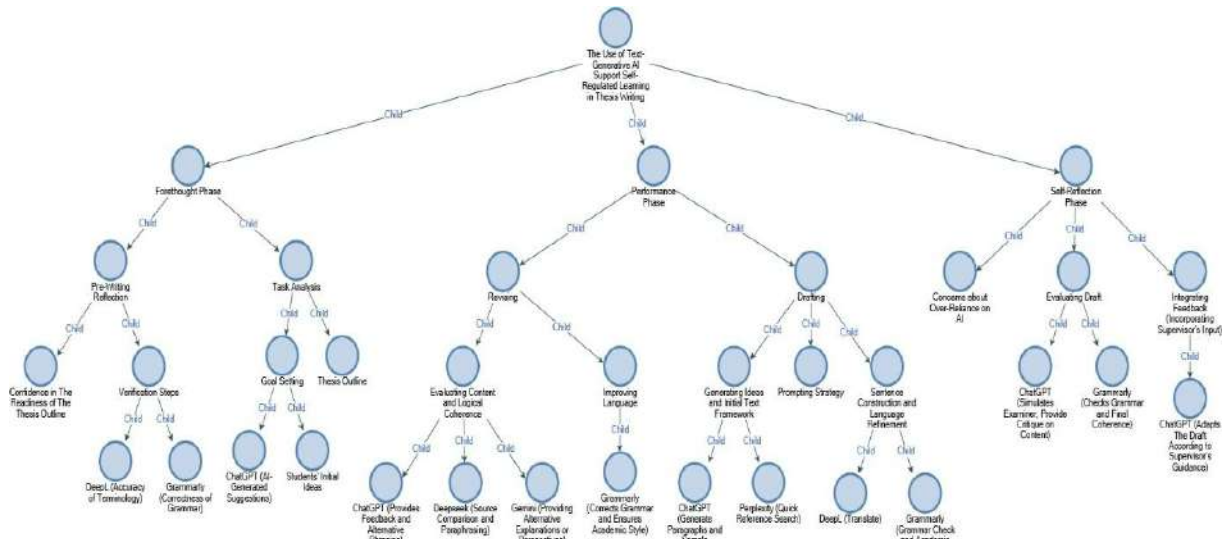 The Use of Text-
Generative AI
Support Self-
Regulated Learning
in Thesis Writing
Child
Child
Child
Forethought Phase
Performance
Phase
Self-Reflection
Phase
Child
Child
Child
Child
Child
Child
Child
Pre-Writing
Reflection
Task Analysis
Revising
Drafting
Concerns about
Over-Reliance on
AI
Evaluating Draft
Integrating
Feedback
(Incorporating
Supervisor's Input)
Child
Child
Child
Child
Child
Child
Child
Child
Child
Child
Child
Child
Confidence in The
Readiness of The
Thesis Outline
Verification Steps
Goal Setting
Thesis Outline
Evaluating Content
and Logical
Coherence
Improving
Language
Generating Ideas
and Initial Text
Framework
Prompting Strategy
Sentence
Construction and
Language
Refinement
ChatGPT
(Simulates
Examiner, Provide
Critique on
Content)
Grammarly
(Checks Grammar
and Final
Coherence)
ChatGPT (Adapts
The Draft
According to
Supervisor's
Guidance)
Child
Child
Child
Child
Child
Child
Child
Child
Child
Child
Child
Child
DeepL (Accuracy
of Terminology)
Grammarly
(Correctness of
Grammar)
ChatGPT (AI-
Generated
Suggestions)
Students' Initial
Ideas
ChatGPT (Provides
Feedback and
Alternative
Deepseek (Source
Comparison and
Paraphrasing)
Gemini (Providing
Alternative
Explanations or
Grammarly
(Corrects Grammar
and Ensures
Academic Style)
ChatGPT
(Generate
Paragraphs and
Perplexity (Quick
Reference Search)
DeepL (Translate)
Grammarly
(Grammar Check
and Academic